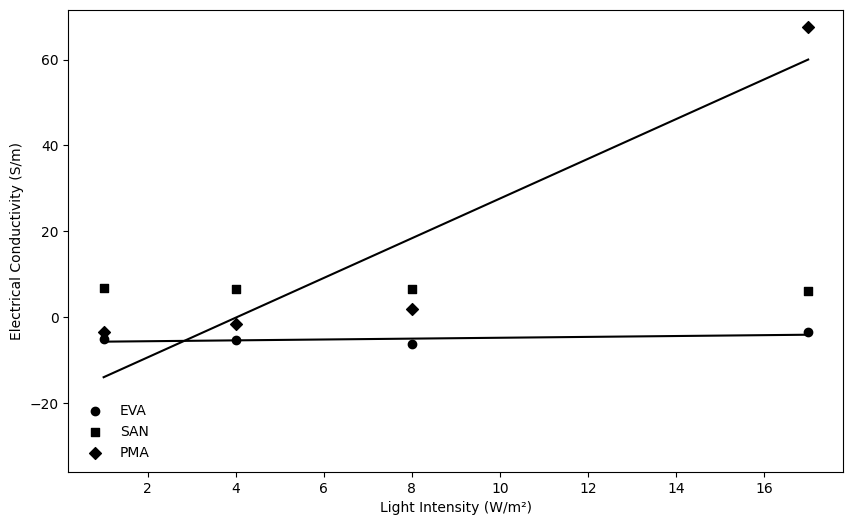 60
40
20
0
−20
Electrical Conductivity (S/m)
EVA
SAN
PMA
2 4 6 8 10 12 14 16
Light Intensity (W/m²)